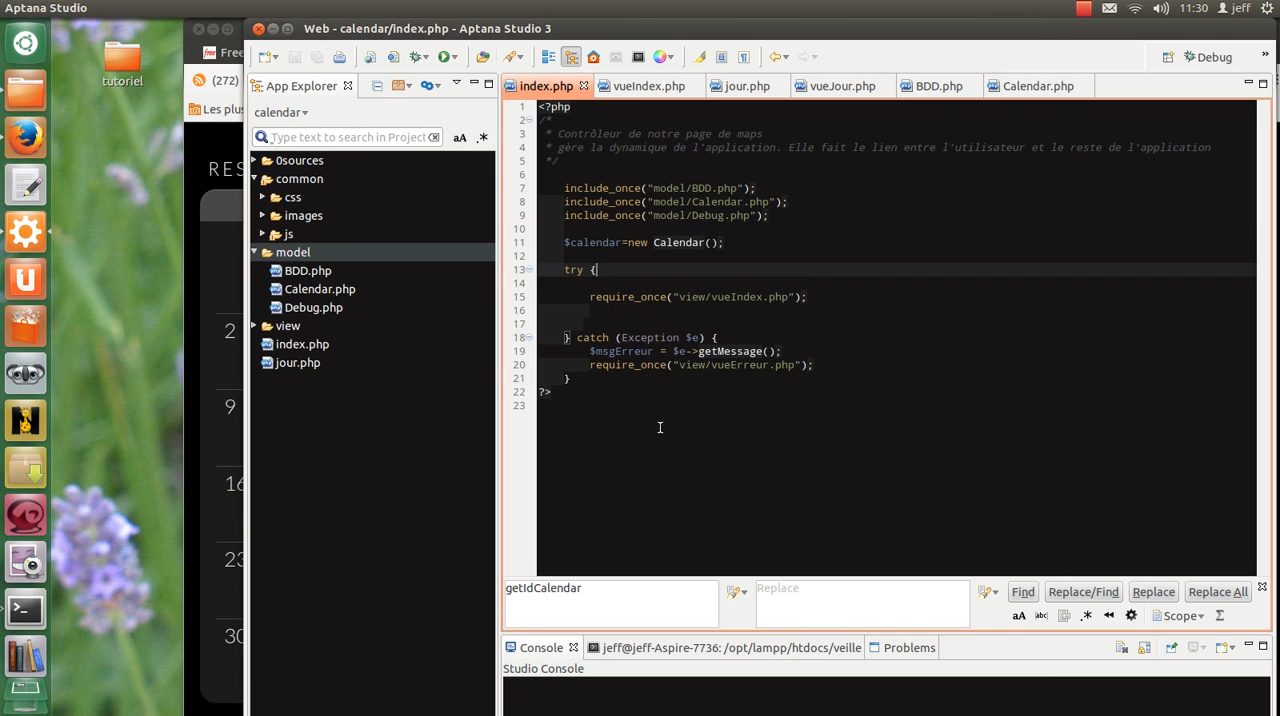 Aptana Studio
11:30
jeff
tutoriel
Free
(272)
Les plus
RES
2
9
16
23
30
Web - calendar/index.php - Aptana Studio 3
Debug
App Explorer
calendar
Type text to search in Project
aA
.*
0sources
common
css
images
js
model
BDD.php
Calendar.php
Debug.php
view
index.php
jour.php
index.php
vueIndex.php
jour.php
vueJour.php
BDD.php
Calendar.php
1 <?php
2 /*
3 * Contrôleur de notre page de maps
4 * gère la dynamique de l'application. Elle fait le lien entre l'utilisateur et le reste de l'application
5 */
6
7 include_once("model/BDD.php");
8 include_once("model/Calendar.php");
9 include_once("model/Debug.php");
10
11 $calendar=new Calendar();
12
13 try {
14
15 require_once("view/vueIndex.php");
16
17
18 } catch (Exception $e) {
19 $msgErreur = $e->getMessage();
20 require_once("view/vueErreur.php");
21 }
22 ?>
23
getIdCalendar
Replace
Find
Replace/Find
Replace
Replace All
aA
abc
.*
Scope
Σ
Console
jeff@jeff-Aspire-7736: /opt/lampp/htdocs/veille
Problems
Studio Console